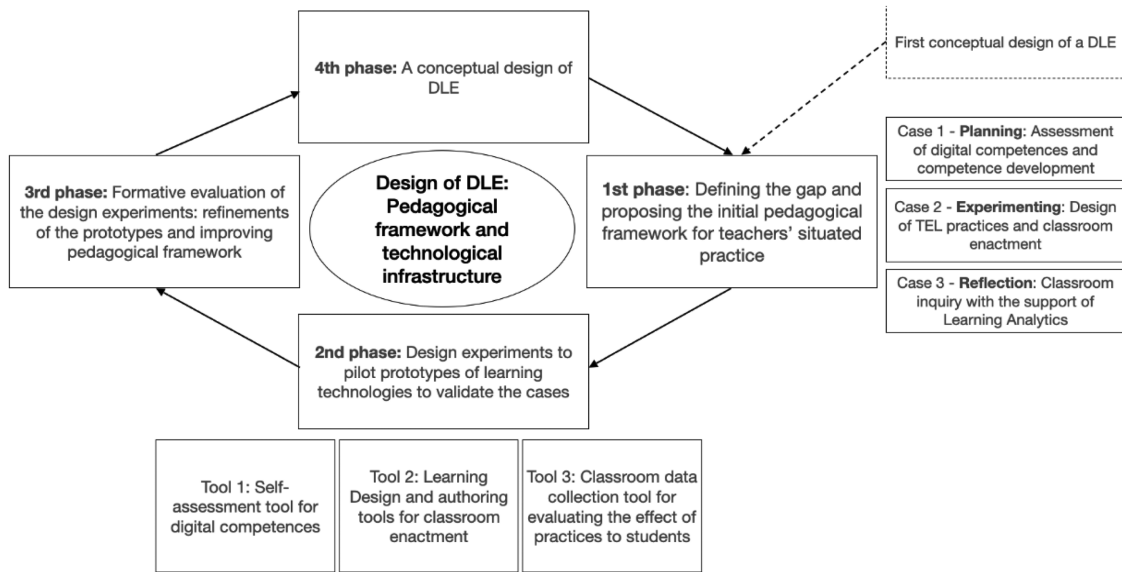 4th phase: A conceptual design of
DLE
First conceptual design of a DLE
3rd phase: Formative evaluation of
the design experiments: refinements
of the prototypes and improving
pedagogical framework
Design of DLE:
Pedagogical
framework and
technological
infrastructure
1st phase: Defining the gap and
proposing the initial pedagogical
framework for teachers' situated
practice
Case 1 - Planning: Assessment
of digital competences and
competence development
Case 2 - Experimenting: Design
of TEL practices and classroom
enactment
Case 3 - Reflection: Classroom
inquiry with the support of
Learning Analytics
2nd phase: Design experiments to
pilot prototypes of learning
technologies to validate the cases
Tool 1: Self-
assessment tool for
digital competences
Tool 2: Learning
Design and authoring
tools for classroom
enactment
Tool 3: Classroom data
collection tool for
evaluating the effect of
practices to students